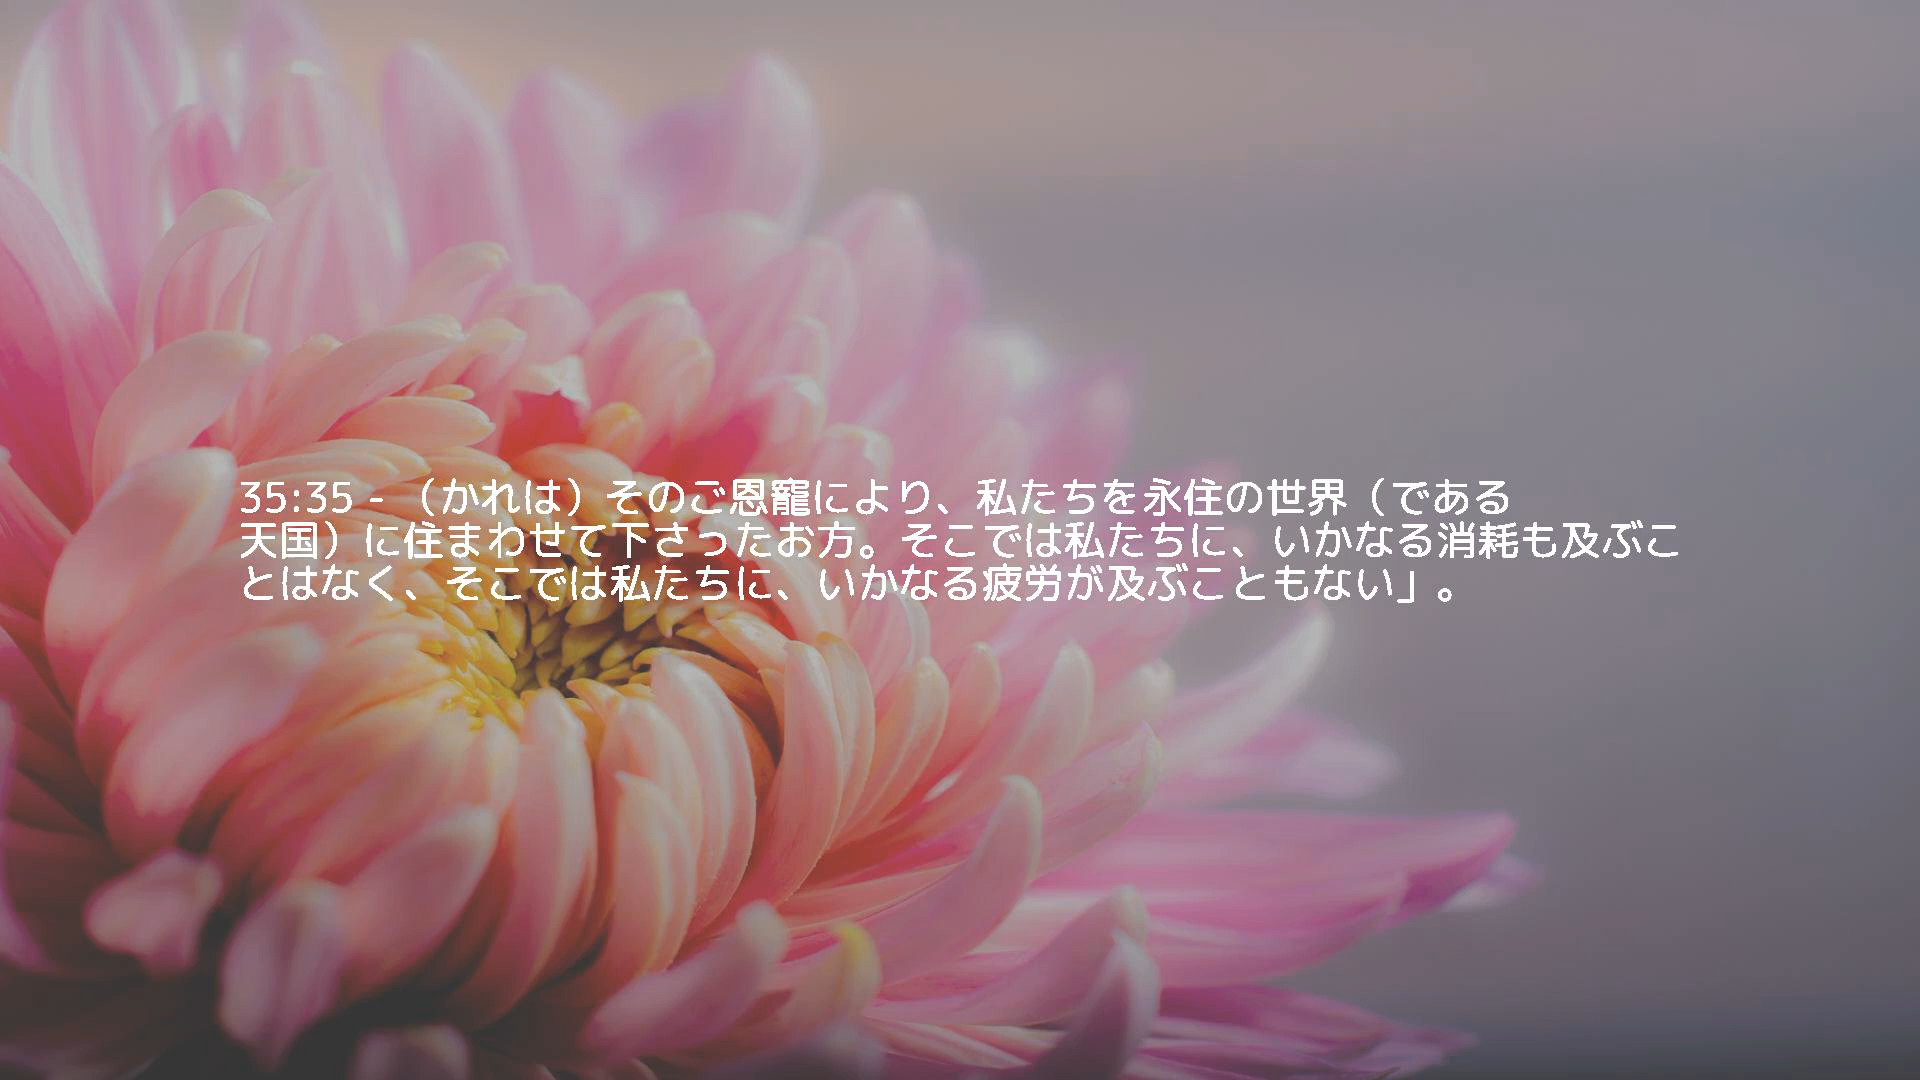 35:35 - （かれは）そのご恩寵により、私たちを永住の世界（である
天国）に住まわせて下さったお方。そこでは私たちに、いかなる消耗も及ぶこ
とはなく、そこでは私たちに、いかなる疲労が及ぶこともない」。